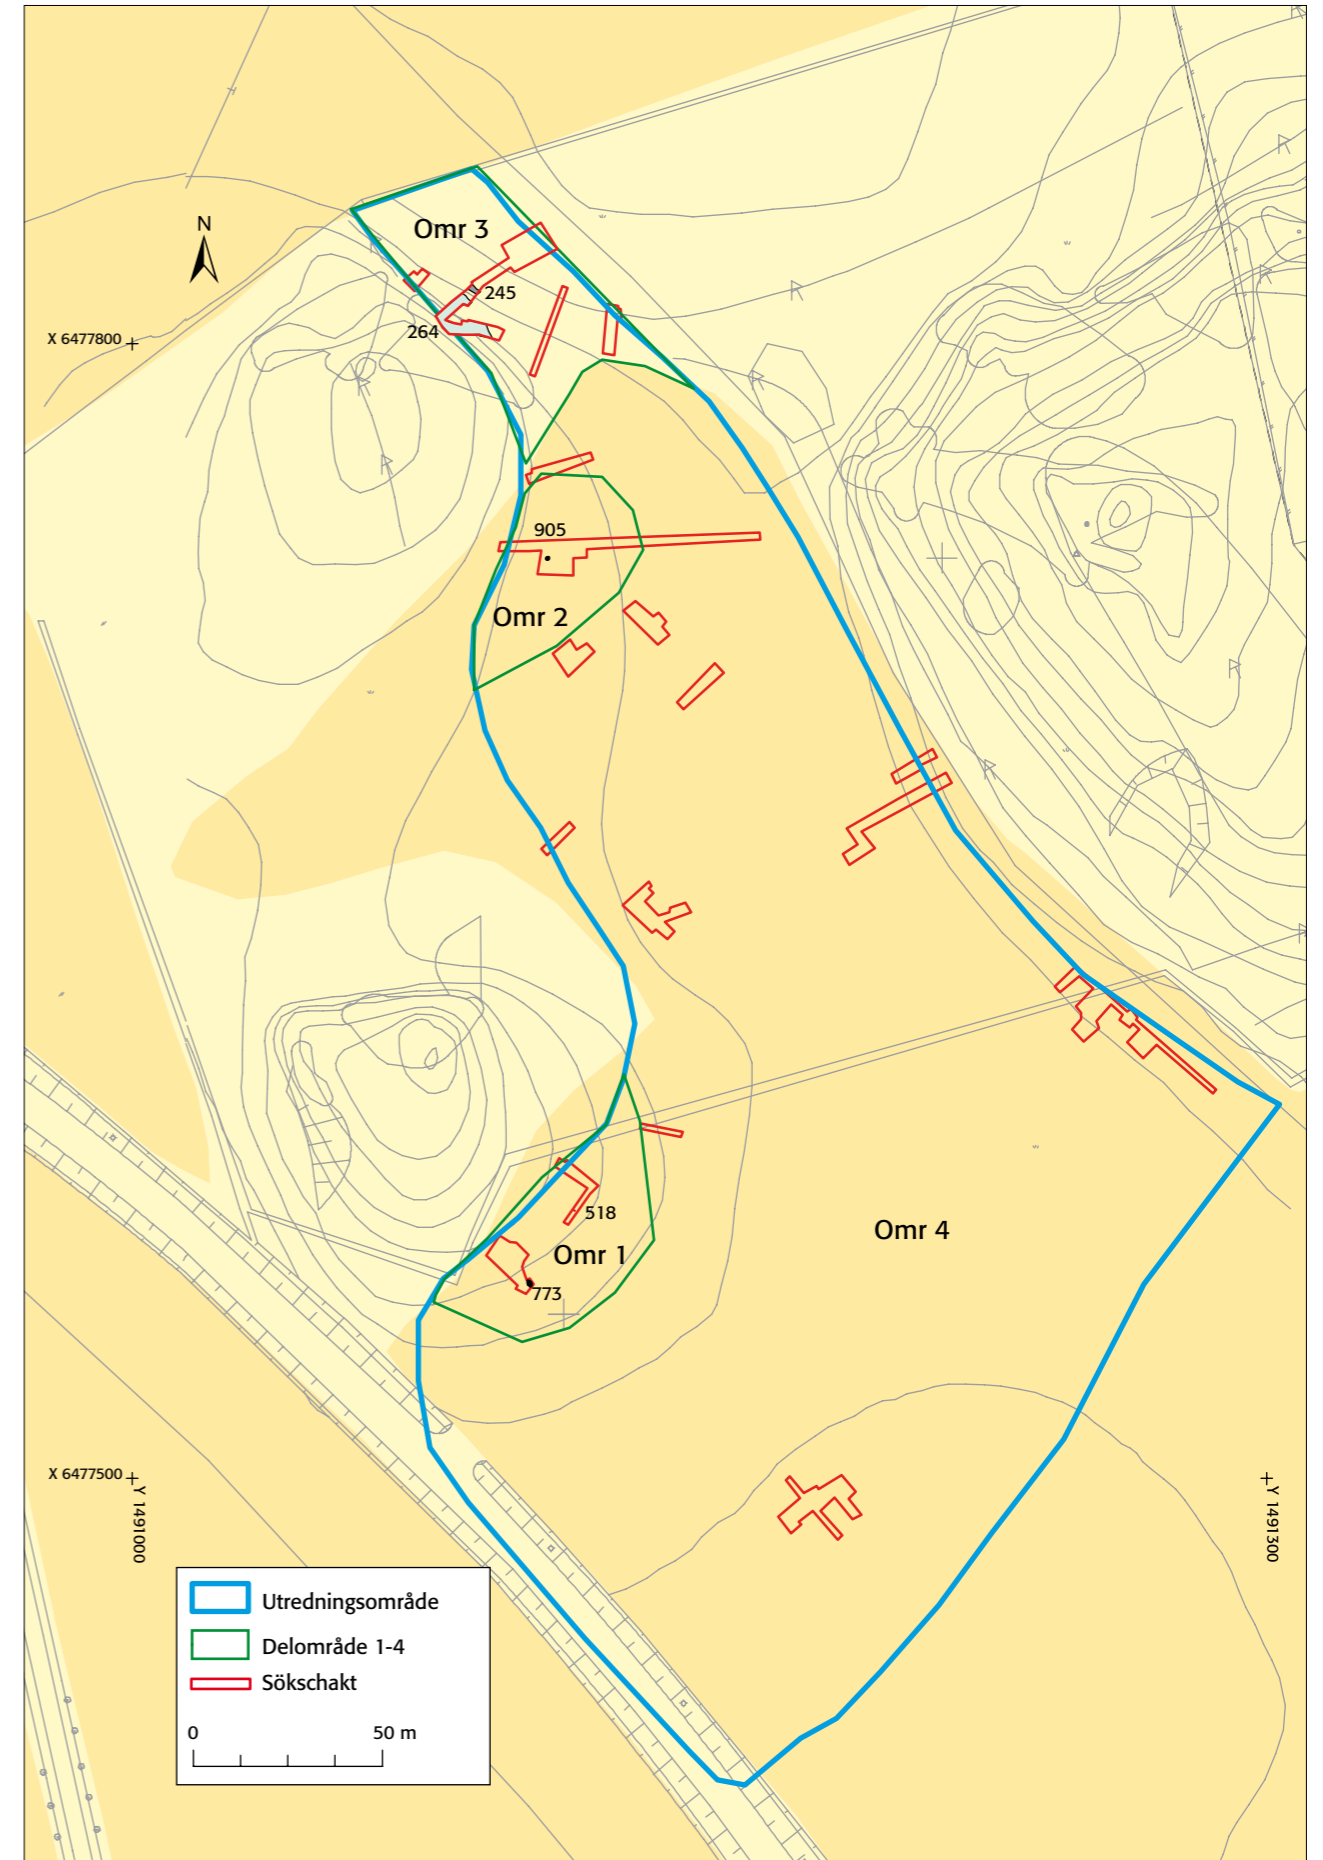 N
Omr 3
245
264
X 6477800
905
Omr 2
518
Omr 1
773
Omr 4
X 6477500
Y 1491000
Y 1491300
Utredningsområde
Delområde 1-4
Sökschakt
0
50 m
R
R
R
R
R
R
R
R
R
R